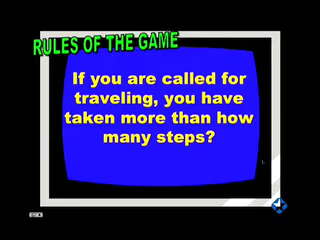 RULES OF THE GAME
If you are called for
traveling, you have
taken more than how
many steps?